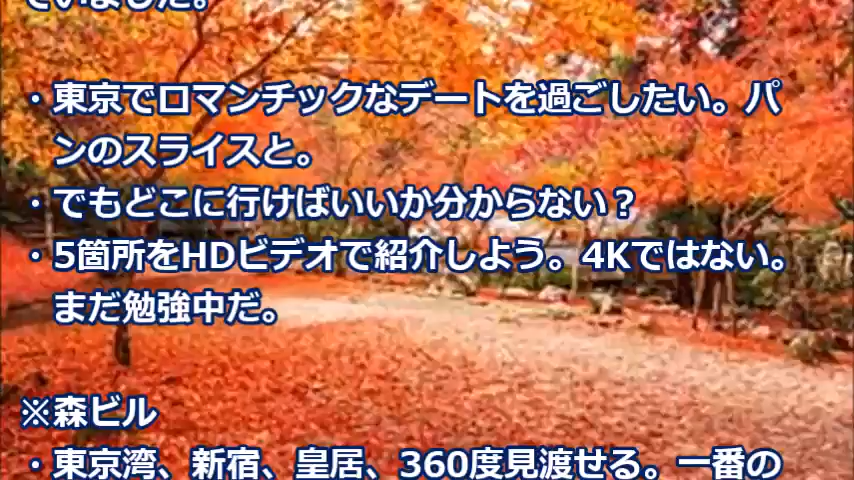 ていました。
・東京でロマンチックなデートを過ごしたい。パ
ンのスライスと。
・でもどこに行けばいいか分からない？
・5箇所をHDビデオで紹介しよう。4Kではない。
まだ勉強中だ。
※森ビル
・東京湾、新宿、皇居、360度見渡せる。一番の